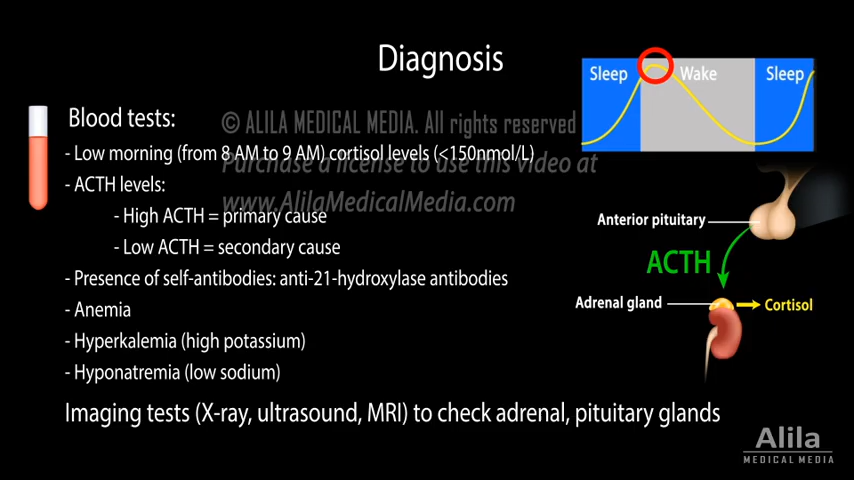 Diagnosis
Sleep
Wake
Sleep
Blood tests:
© ALILA MEDICAL MEDIA. All rights reserved
- Low morning (from 8 AM to 9 AM) cortisol levels (<150nmol/L)
Purchase a license to use this video at
- ACTH levels:
www.AlilaMedicalMedia.com
- High ACTH = primary cause
- Low ACTH = secondary cause
- Presence of self-antibodies: anti-21-hydroxylase antibodies
- Anemia
- Hyperkalemia (high potassium)
- Hyponatremia (low sodium)
Imaging tests (X-ray, ultrasound, MRI) to check adrenal, pituitary glands
Anterior pituitary
ACTH
Adrenal gland
Cortisol
Alila
MEDICAL MEDIA